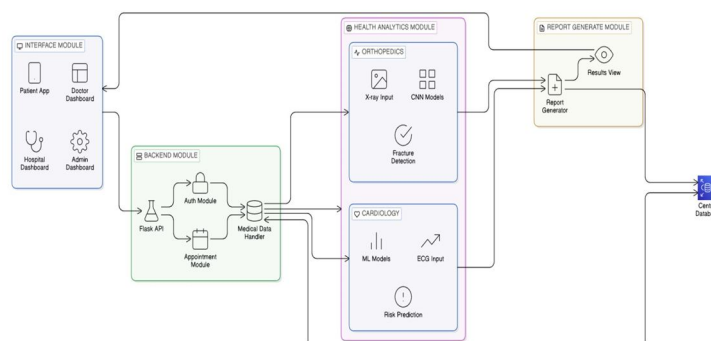 INTERFACE MODULE
Patient App
Doctor
Dashboard
Hospital
Dashboard
Admin
Dashboard
BACKEND MODULE
Flask API
Auth Module
Appointment
Module
Medical Data
Handler
HEALTH ANALYTICS MODULE
ORTHOPEDICS
X-ray Input
CNN Models
Fracture
Detection
CARDIOLOGY
ML Models
ECG Input
Risk Prediction
REPORT GENERATE MODULE
Results View
Report
Generator
Cent
Datab